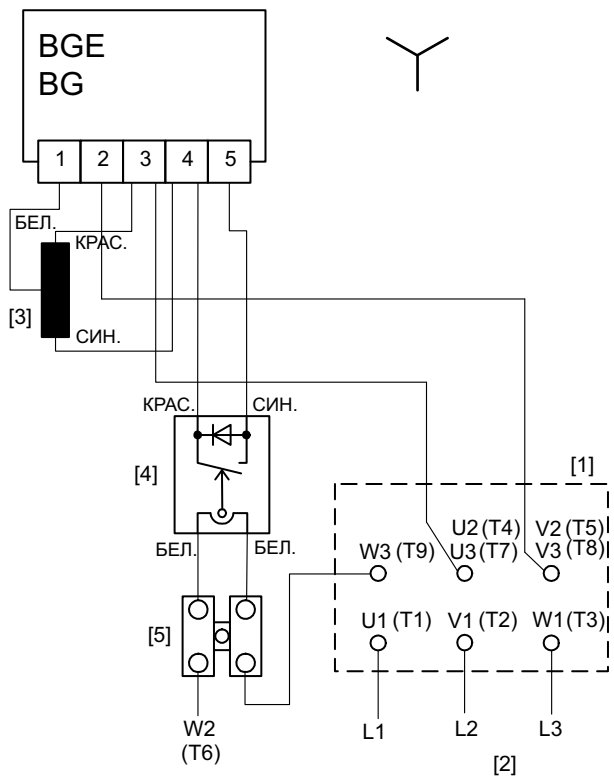 BGE
BG
1 2 3 4 5
БЕЛ.
КРАС.
[3]
СИН.
КРАС. СИН.
[4]
[1]
БЕЛ. БЕЛ.
U2 (T4) V2 (T5)
W3 (T9) U3 (T7) V3 (T8)
[5]
U1 (T1) V1 (T2) W1 (T3)
W2
(T6)
L1 L2 L3
[2]